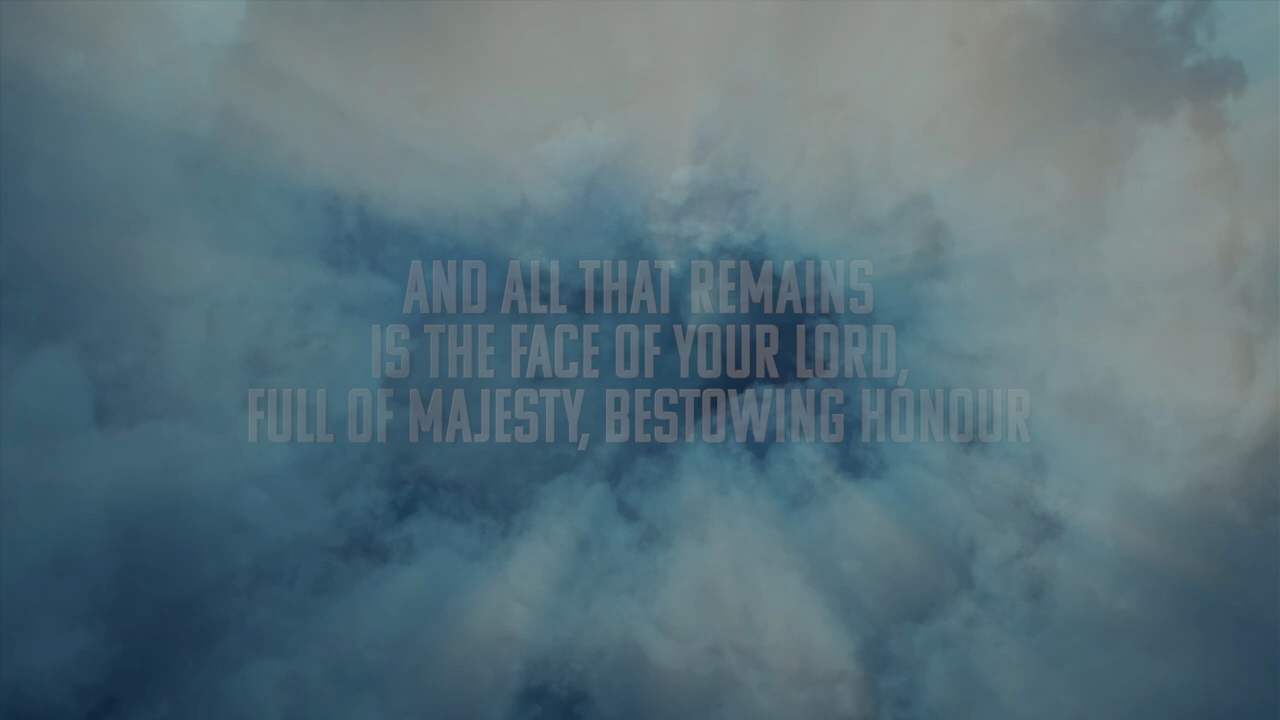 AND ALL THAT REMAINS
IS THE FACE OF YOUR LORD,
FULL OF MAJESTY, BESTOWING HONOUR